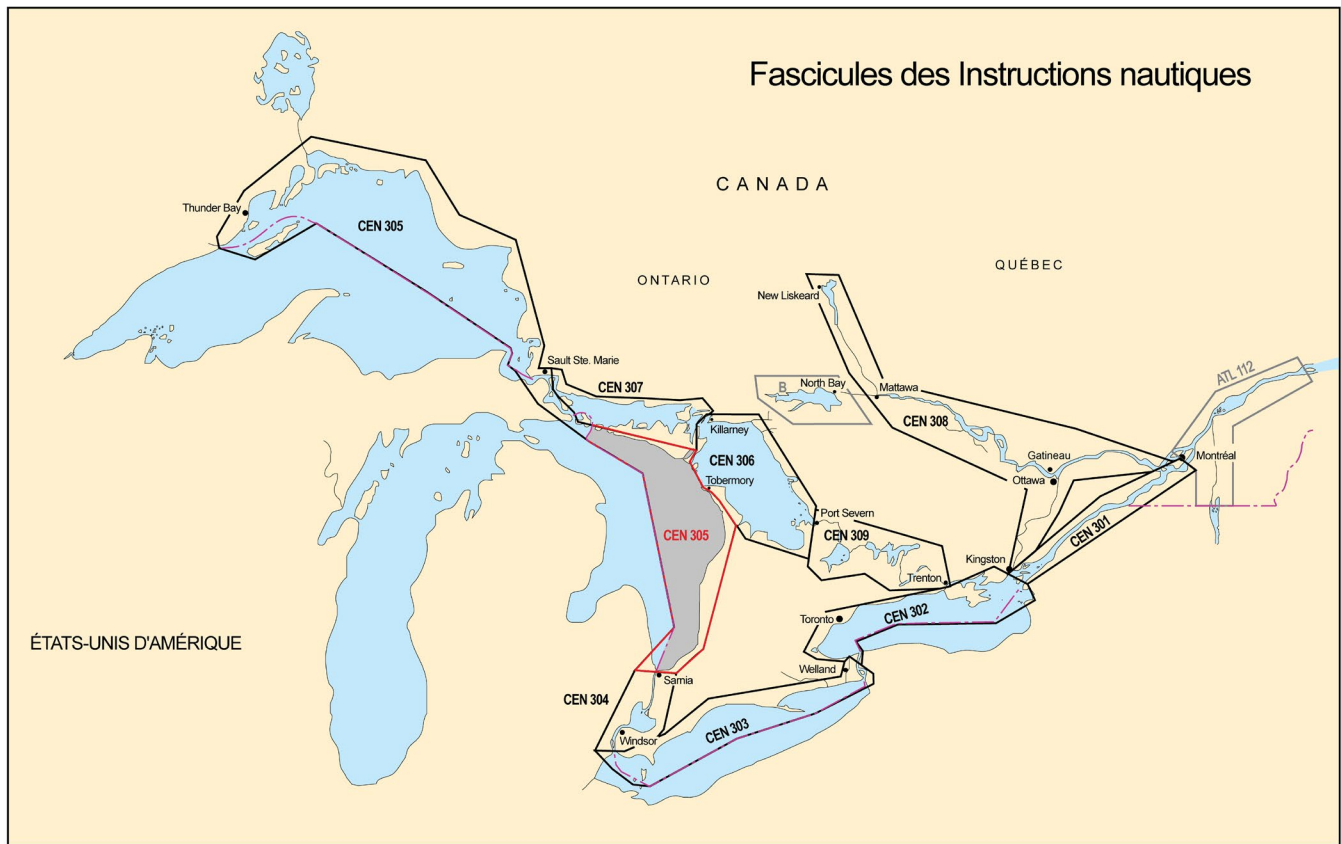 Fascicules des Instructions nautiques
CANADA
Thunder Bay
CEN 305
QUÉBEC
ONTARIO
New Liskeard
Sault Ste. Marie
ATL 112
CEN 307
B
North Bay
Mattawa
CEN 308
Killarney
CEN 306
Gatineau
Montréal
Tobermory
Ottawa
Port Severn
CEN 301
CEN 305
CEN 309
Kingston
Trenton
CEN 302
Toronto
ÉTATS-UNIS D'AMÉRIQUE
Welland
Sarnia
CEN 304
CEN 303
Windsor